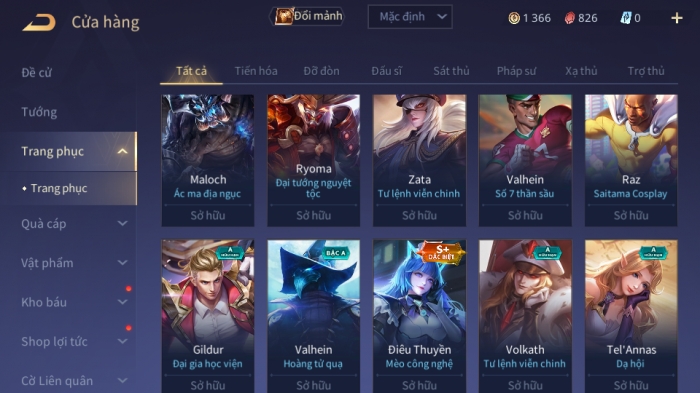 Cửa hàng
Đổi mảnh
Mặc định
1 366
826
0
Đề cử
Tướng
Trang phục
Trang phục
Quà cáp
Vật phẩm
Kho báu
Shop lợi tức
Cờ Liên quân
Tất cả Tiến hóa Đỡ đòn Đấu sĩ Sát thủ Pháp sư Xạ thủ Trợ thủ
Maloch
Ác ma địa ngục
Sở hữu
Ryoma
Đại tướng nguyệt
tộc
Sở hữu
Zata
Tư lệnh viễn chinh
Sở hữu
Valhein
Số 7 thần sầu
Sở hữu
Raz
Saitama Cosplay
Sở hữu
A
Gildur
Đại gia học viện
Sở hữu
BẬC A
Valhein
Hoàng tử quạ
Sở hữu
S+
ĐẶC BIỆT
Điêu Thuyền
Mèo công nghệ
Sở hữu
A
Volkath
Tư lệnh viễn chinh
Sở hữu
A
Tel'Annas
Dạ hội
Sở hữu